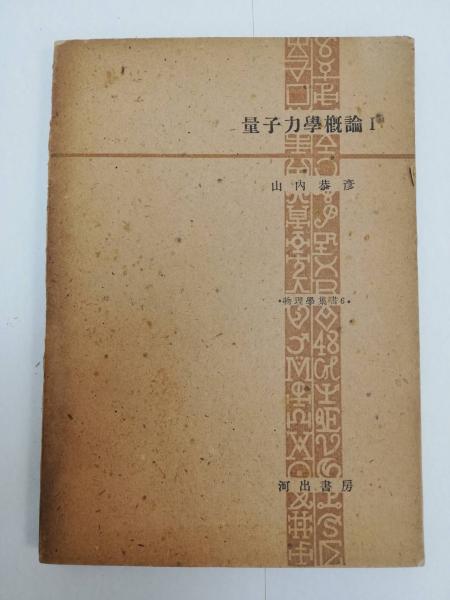 量子力學概論 I
山内恭彦
•物理學集書6•
河出書房